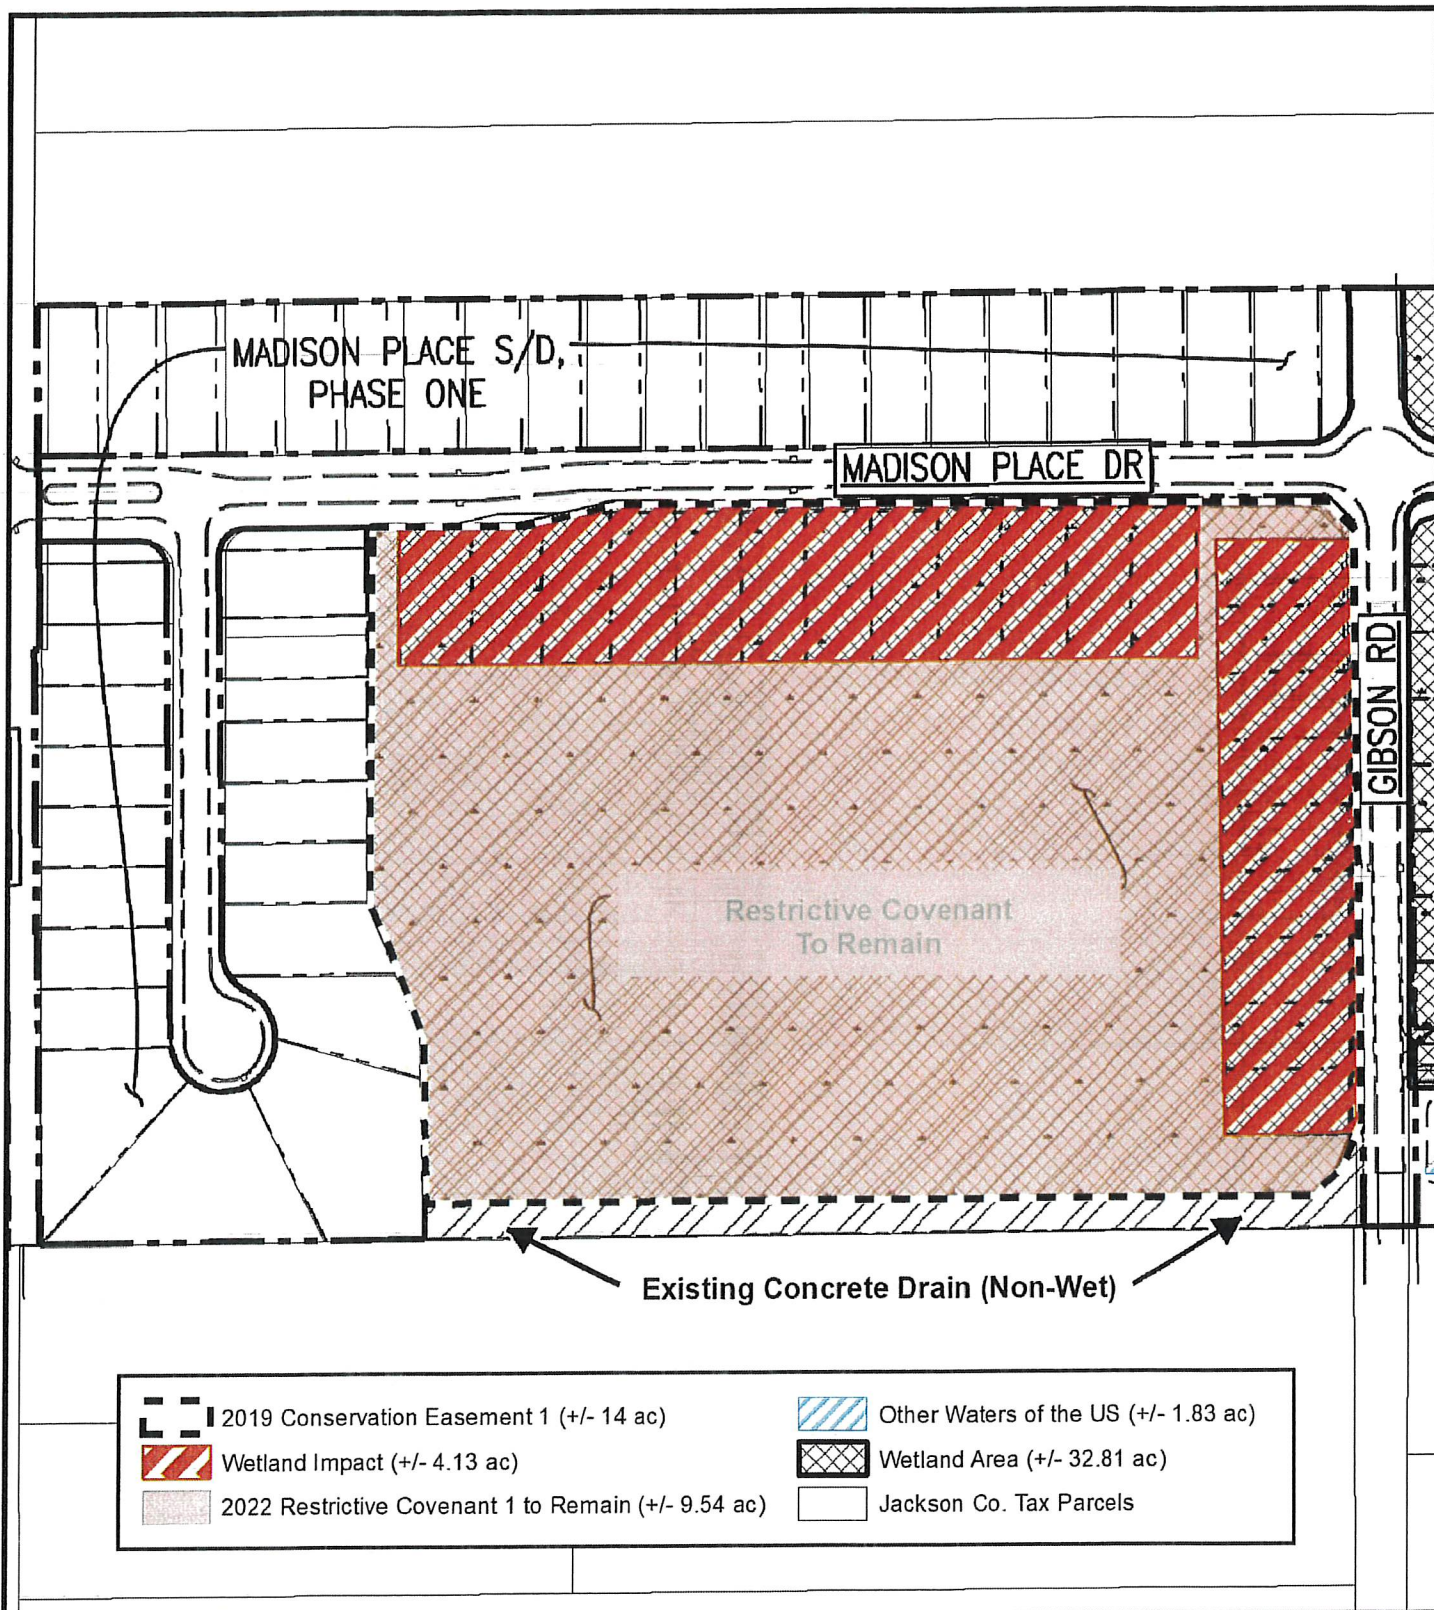 MADISON PLACE S/D,
PHASE ONE
MADISON PLACE DR
GIBSON RD
Restrictive Covenant
To Remain
Existing Concrete Drain (Non-Wet)
2019 Conservation Easement 1 (+/- 14 ac)
Wetland Impact (+/- 4.13 ac)
2022 Restrictive Covenant 1 to Remain (+/- 9.54 ac)
Other Waters of the US (+/- 1.83 ac)
Wetland Area (+/- 32.81 ac)
Jackson Co. Tax Parcels